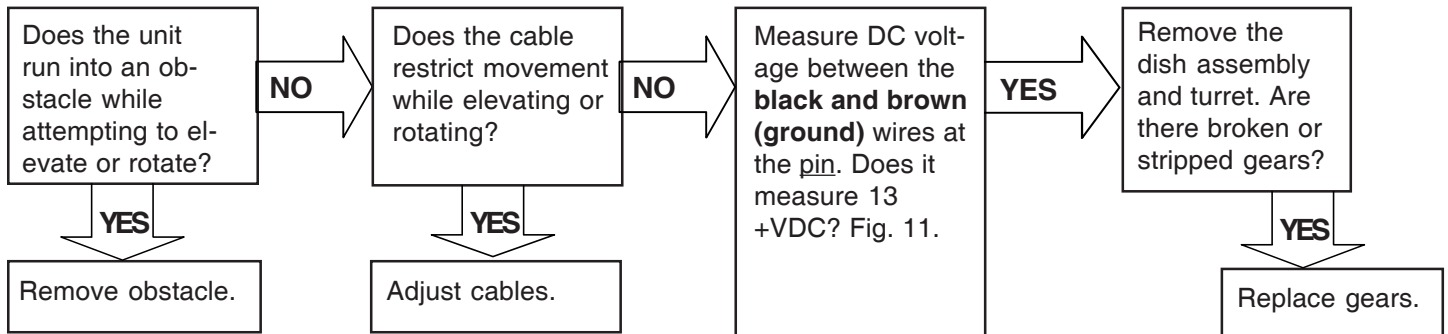 Does the unit
run into an ob-
stacle while
attempting to el-
evate or rotate?
NO
Does the cable
restrict movement
while elevating or
rotating?
NO
Measure DC volt-
age between the
black and brown
(ground) wires at
the pin. Does it
measure 13
+VDC? Fig. 11.
YES
Remove the
dish assembly
and turret. Are
there broken or
stripped gears?
YES
YES
YES
Remove obstacle.
Adjust cables.
Replace gears.